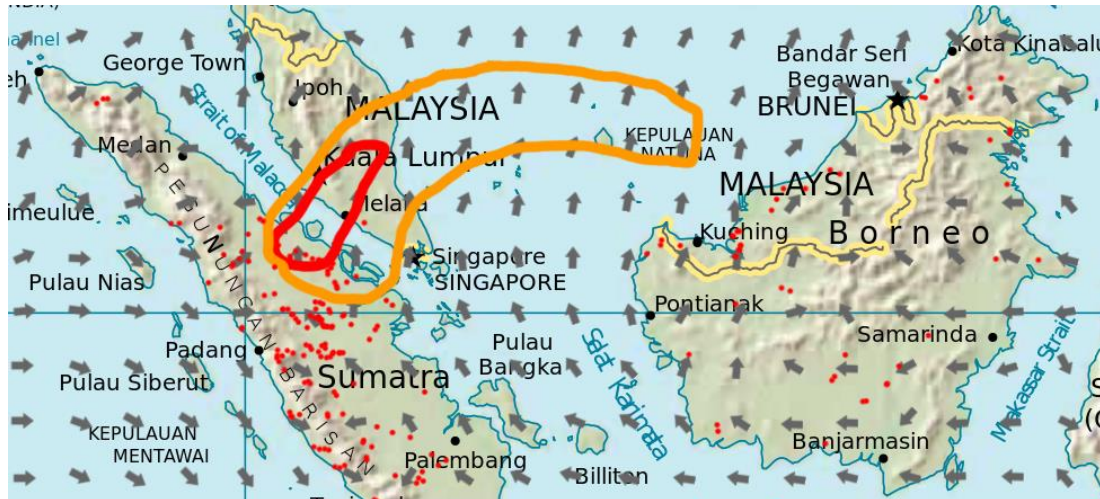 Channel
George Town
Ipoh
MALAYSIA
Strait of Malacca
Kuala Lumpur
Medan
Melaka
Singapore
SINGAPORE
Pulau Nias
Padang
Pulau Siberut
KEPULAUAN
MENTAWAI
PEGUNUNGAN BARISAN
Sumatra
Palembang
Pulau
Bangka
Billiton
Selat Karimata
KEPULAUAN
NATUNA
Bandar Seri
Begawan
BRUNEI
Kota Kinabalu
MALAYSIA
Kuching
Borneo
Pontianak
Samarinda
Banjarmasin
Makassar Strait